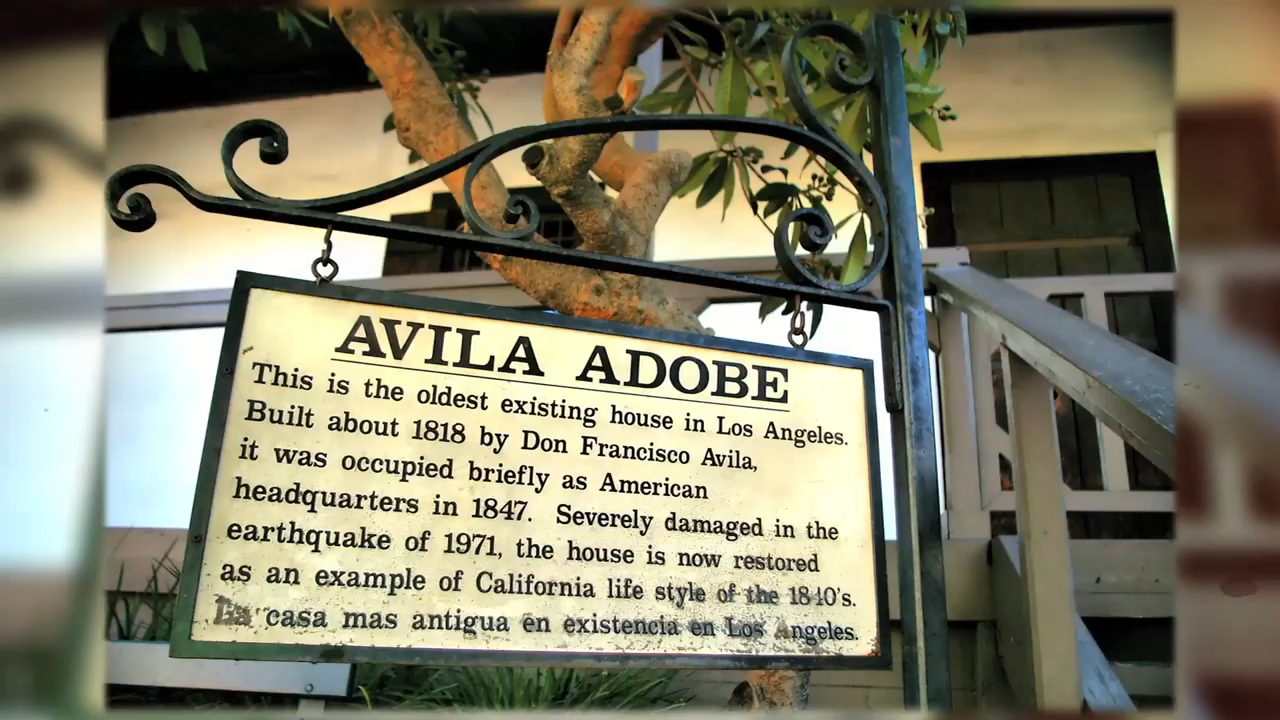 AVILA ADOBE
This is the oldest existing house in Los Angeles.
Built about 1818 by Don Francisco Avila,
it was occupied briefly as American
headquarters in 1847. Severely damaged in the
earthquake of 1971, the house is now restored
as an example of California life style of the 1840's.
La casa mas antigua en existencia en Los Angeles.